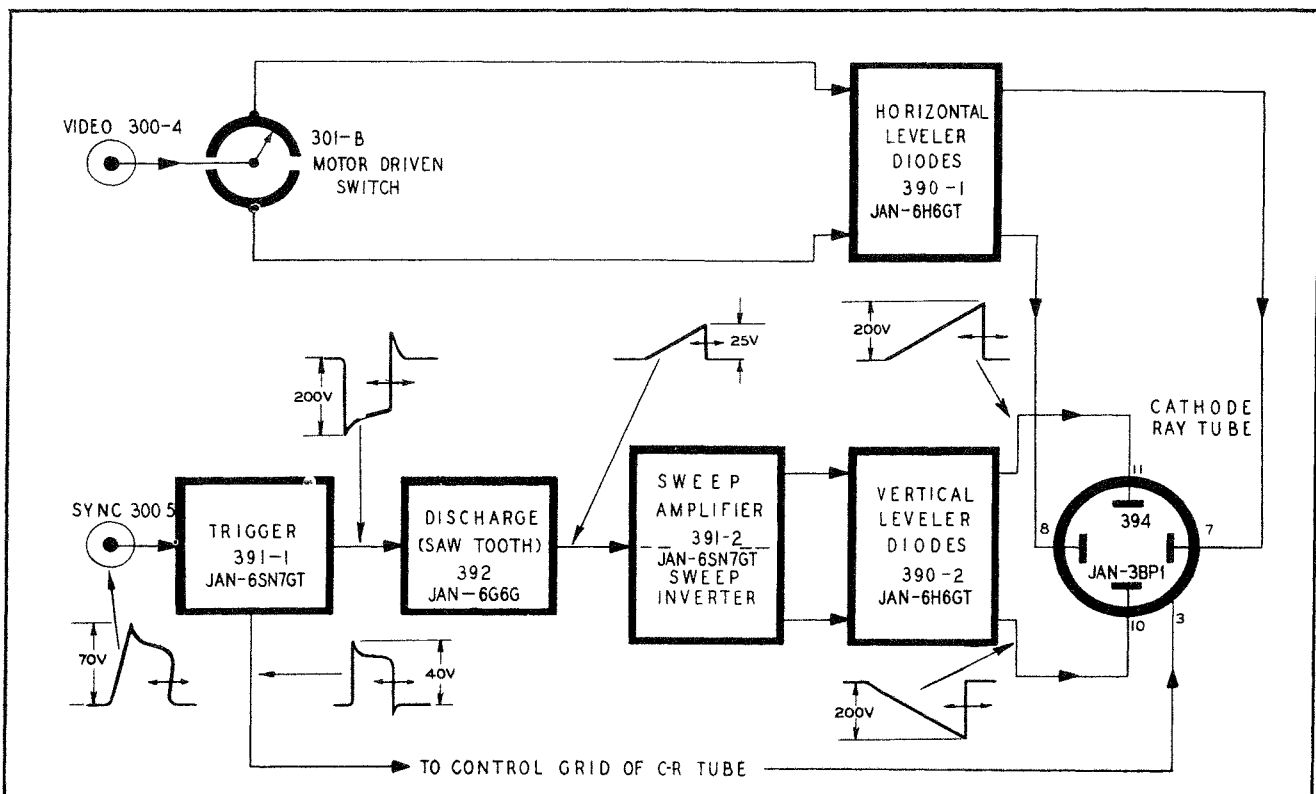 VIDEO 300-4
301-B
MOTOR DRIVEN
SWITCH
HORIZONTAL
LEVELER
DIODES
390-1
JAN-6H6GT
200V
25V
200V
CATHODE
RAY TUBE
SYNC 300 5
TRIGGER
391-1
JAN-6SN7GT
DISCHARGE
(SAW TOOTH)
392
JAN-6G6G
SWEEP
AMPLIFIER
391-2
JAN-6SN7GT
SWEEP
INVERTER
VERTICAL
LEVELER
DIODES
390-2
JAN-6H6GT
11
394
8
7
JAN-3BP1
10
3
70V
40V
200V
TO CONTROL GRID OF C-R TUBE